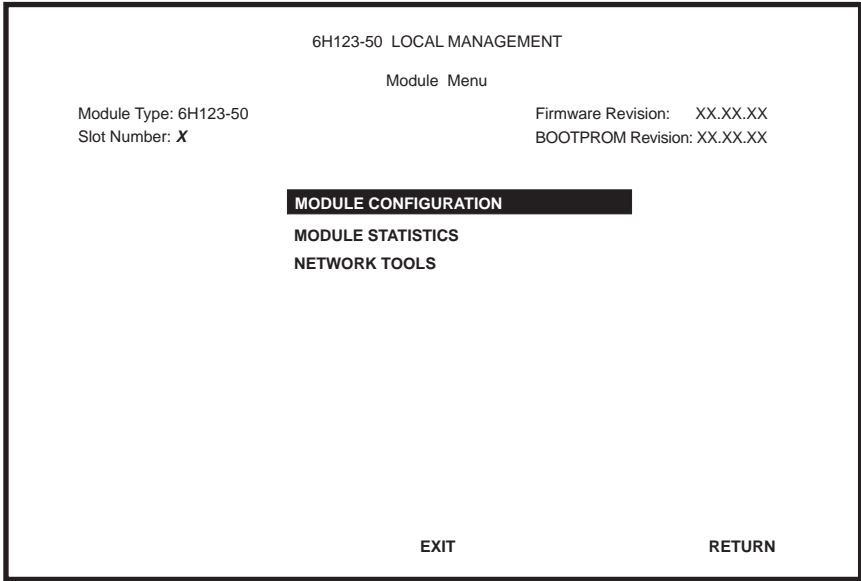 6H123-50 LOCAL MANAGEMENT
Module Menu
Module Type: 6H123-50 Firmware Revision: XX.XX.XX
Slot Number: X BOOTPROM Revision: XX.XX.XX
MODULE CONFIGURATION
MODULE STATISTICS
NETWORK TOOLS
EXIT RETURN